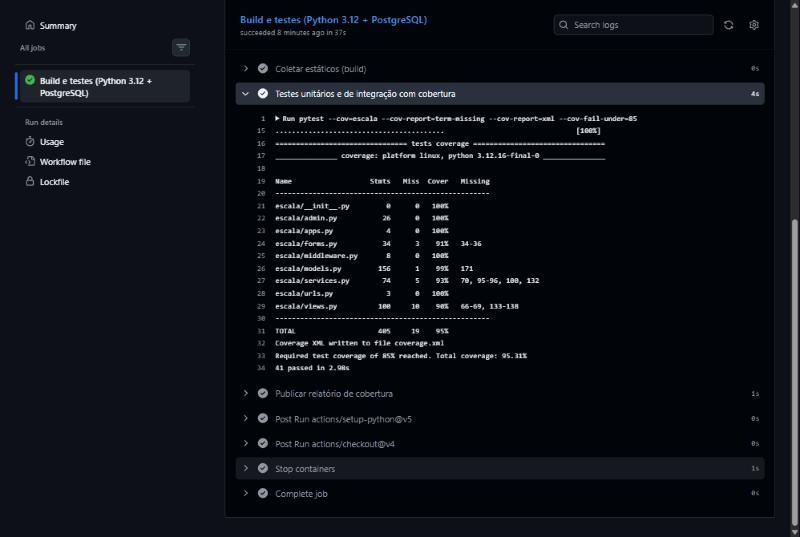 Summary
All jobs
Build e testes (Python 3.12 +
PostgreSQL)
Run details
Usage
Workflow file
Lockfile
Build e testes (Python 3.12 + PostgreSQL)
succeeded 8 minutes ago in 37s
Search logs
Coletar estáticos (build) 0s
Testes unitários e de integração com cobertura 4s
1 Run pytest --cov=escala --cov-report=term-missing --cov-report=xml --cov-fail-under=85
15 ......................................... [100%]
16 ================================ tests coverage ================================
17 _______________ coverage: platform linux, python 3.12.16-final-0 _______________
18
19 Name Stmts Miss Cover Missing
20 ----------------------------------------------------
21 escala/__init__.py 0 0 100%
22 escala/admin.py 26 0 100%
23 escala/apps.py 4 0 100%
24 escala/forms.py 34 3 91% 34-36
25 escala/middleware.py 8 0 100%
26 escala/models.py 156 1 99% 171
27 escala/services.py 74 5 93% 70, 95-96, 100, 132
28 escala/urls.py 3 0 100%
29 escala/views.py 100 10 90% 66-69, 133-138
30 ----------------------------------------------------
31 TOTAL 405 19 95%
32 Coverage XML written to file coverage.xml
33 Required test coverage of 85% reached. Total coverage: 95.31%
34 41 passed in 2.98s
Publicar relatório de cobertura 1s
Post Run actions/setup-python@v5 0s
Post Run actions/checkout@v4 0s
Stop containers 1s
Complete job 0s